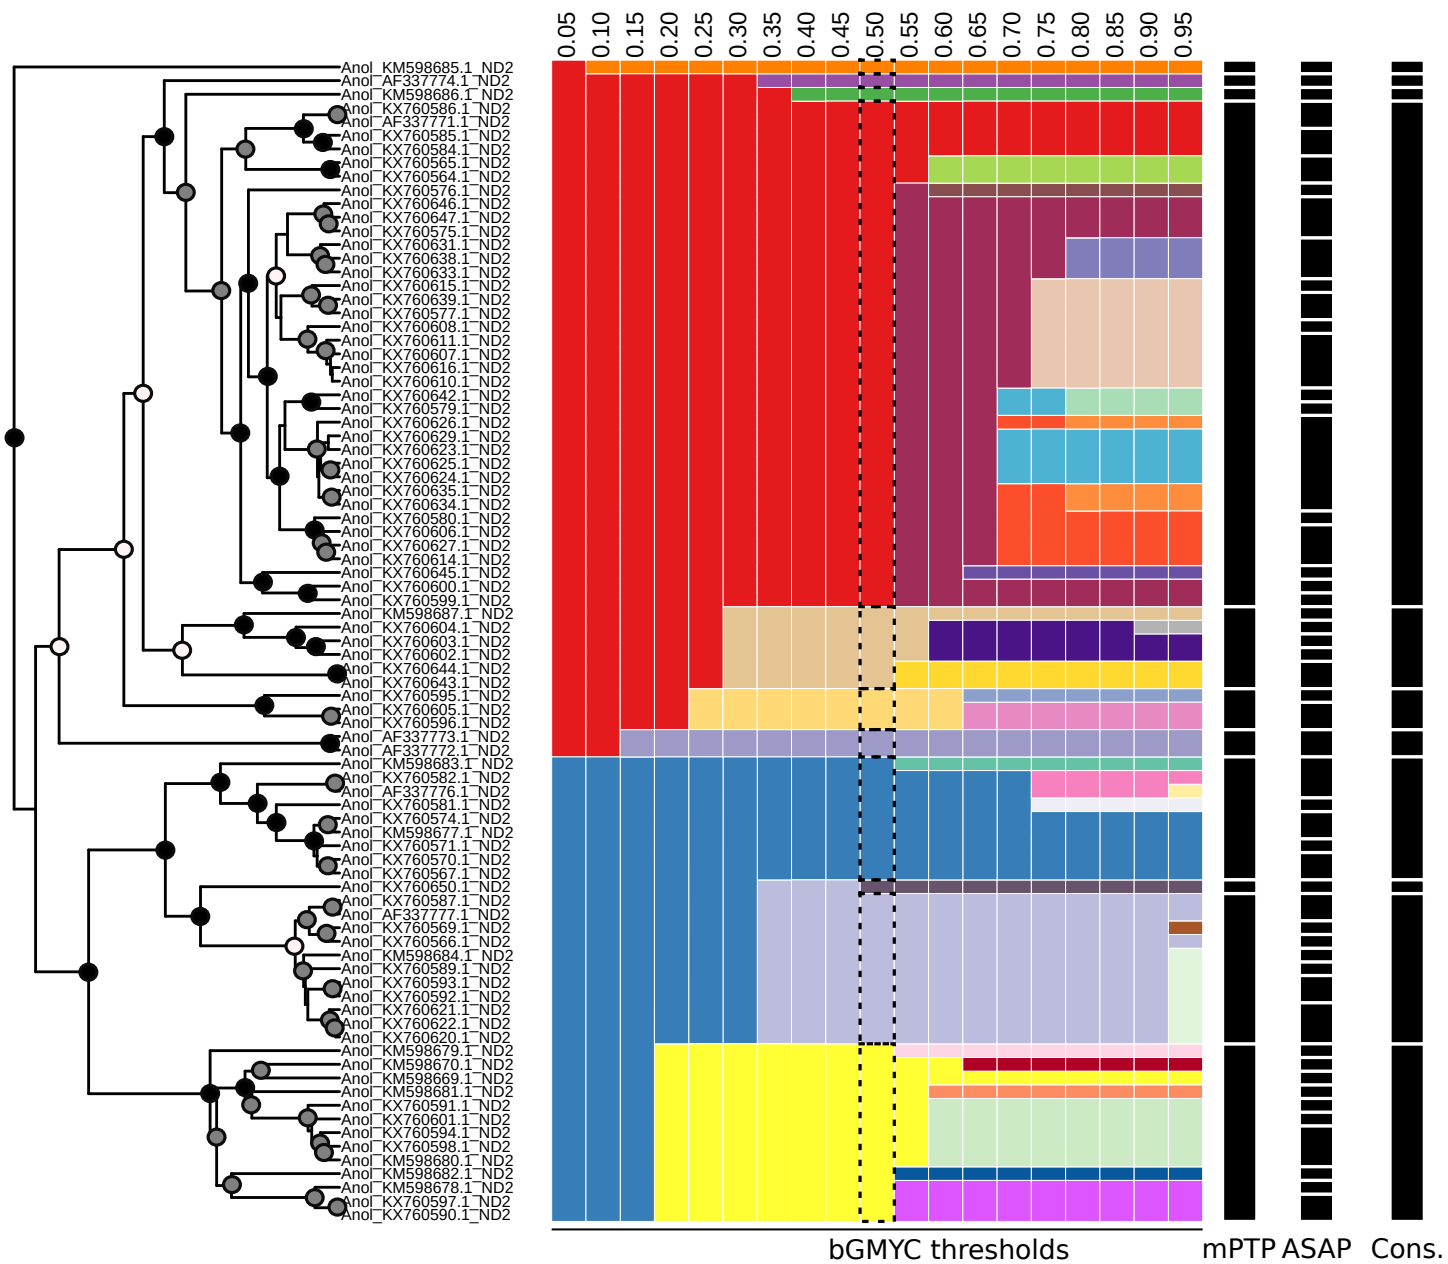 0.05 0.10 0.15 0.20 0.25 0.30 0.35 0.40 0.45 0.50 0.55 0.60 0.65 0.70 0.75 0.80 0.85 0.90 0.95
Anol_KM598685.1_ND2
Anol_AF337774.1_ND2
Anol_KM598686.1_ND2
Anol_KX760586.1_ND2
Anol_AF337771.1_ND2
Anol_KX760585.1_ND2
Anol_KX760584.1_ND2
Anol_KX760565.1_ND2
Anol_KX760564.1_ND2
Anol_KX760576.1_ND2
Anol_KX760646.1_ND2
Anol_KX760647.1_ND2
Anol_KX760575.1_ND2
Anol_KX760631.1_ND2
Anol_KX760638.1_ND2
Anol_KX760633.1_ND2
Anol_KX760615.1_ND2
Anol_KX760639.1_ND2
Anol_KX760577.1_ND2
Anol_KX760608.1_ND2
Anol_KX760611.1_ND2
Anol_KX760607.1_ND2
Anol_KX760616.1_ND2
Anol_KX760610.1_ND2
Anol_KX760642.1_ND2
Anol_KX760579.1_ND2
Anol_KX760626.1_ND2
Anol_KX760629.1_ND2
Anol_KX760623.1_ND2
Anol_KX760625.1_ND2
Anol_KX760624.1_ND2
Anol_KX760635.1_ND2
Anol_KX760634.1_ND2
Anol_KX760580.1_ND2
Anol_KX760606.1_ND2
Anol_KX760627.1_ND2
Anol_KX760614.1_ND2
Anol_KX760645.1_ND2
Anol_KX760600.1_ND2
Anol_KX760599.1_ND2
Anol_KM598687.1_ND2
Anol_KX760604.1_ND2
Anol_KX760603.1_ND2
Anol_KX760602.1_ND2
Anol_KX760644.1_ND2
Anol_KX760643.1_ND2
Anol_KX760595.1_ND2
Anol_KX760605.1_ND2
Anol_KX760596.1_ND2
Anol_AF337773.1_ND2
Anol_AF337772.1_ND2
Anol_KM598683.1_ND2
Anol_KX760582.1_ND2
Anol_AF337776.1_ND2
Anol_KX760581.1_ND2
Anol_KX760574.1_ND2
Anol_KM598677.1_ND2
Anol_KX760571.1_ND2
Anol_KX760570.1_ND2
Anol_KX760567.1_ND2
Anol_KX760650.1_ND2
Anol_KX760587.1_ND2
Anol_AF337777.1_ND2
Anol_KX760569.1_ND2
Anol_KX760566.1_ND2
Anol_KM598684.1_ND2
Anol_KX760589.1_ND2
Anol_KX760593.1_ND2
Anol_KX760592.1_ND2
Anol_KX760621.1_ND2
Anol_KX760622.1_ND2
Anol_KX760620.1_ND2
Anol_KM598679.1_ND2
Anol_KM598670.1_ND2
Anol_KM598669.1_ND2
Anol_KM598681.1_ND2
Anol_KX760591.1_ND2
Anol_KX760601.1_ND2
Anol_KX760594.1_ND2
Anol_KX760598.1_ND2
Anol_KM598680.1_ND2
Anol_KM598682.1_ND2
Anol_KM598678.1_ND2
Anol_KX760597.1_ND2
Anol_KX760590.1_ND2
bGMYC thresholds mPTP ASAP Cons.